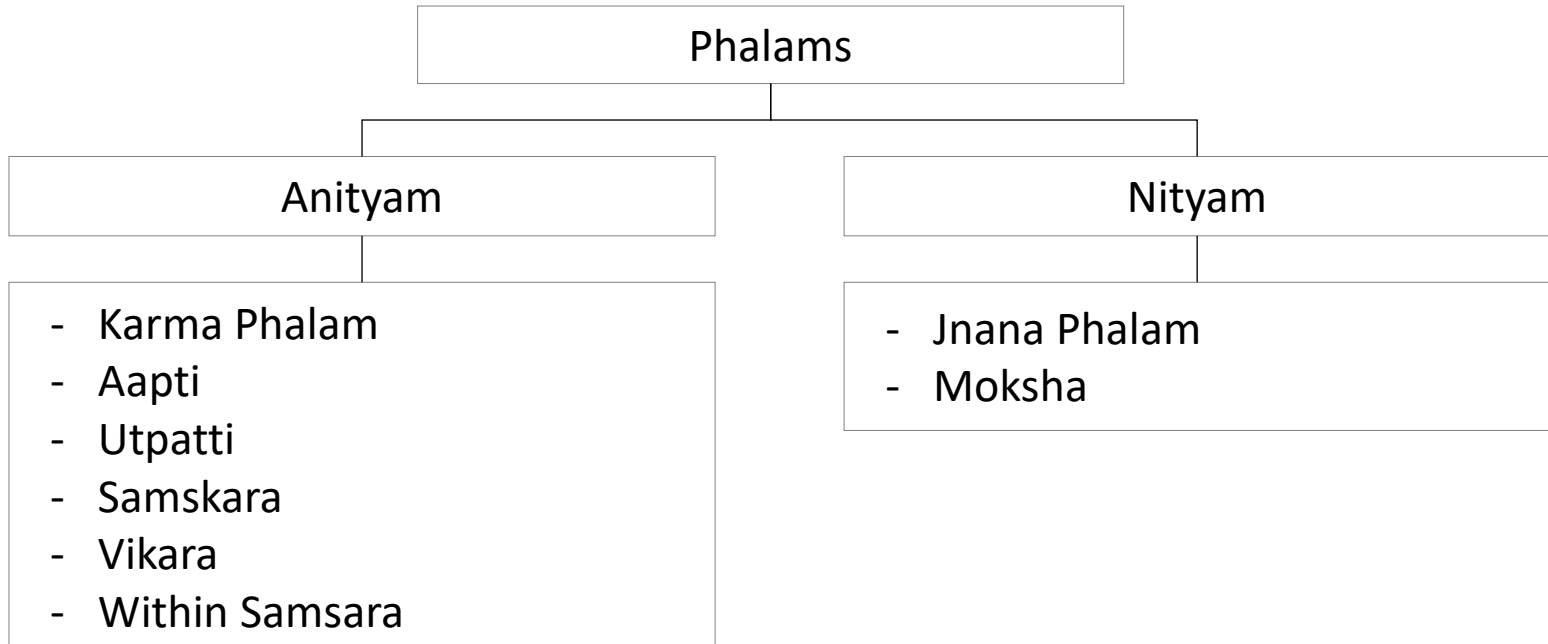 Phalams
Anityam
Nityam
- Karma Phalam
- Aapti
- Utpatti
- Samskara
- Vikara
- Within Samsara
- Jnana Phalam
- Moksha